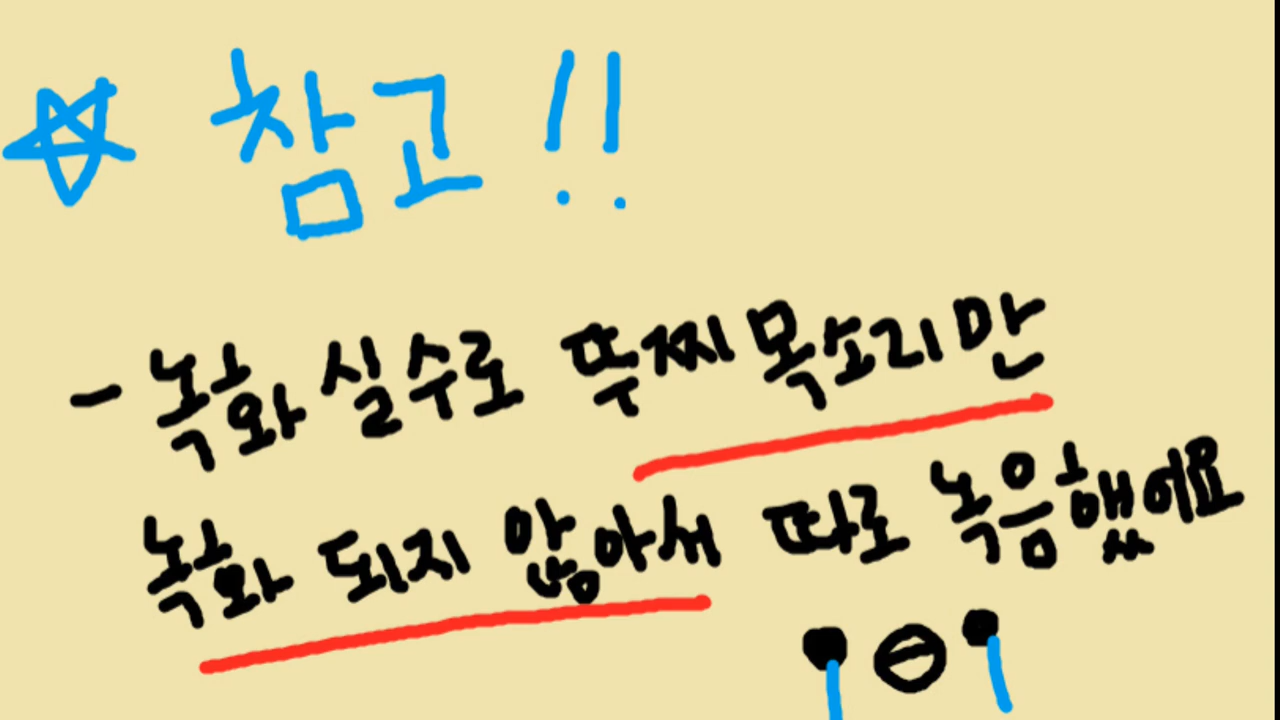 ☆ 참고!!
- 녹화 실수로 뚜찌목소리만
녹화 되지 않아서 따로 녹음했어요